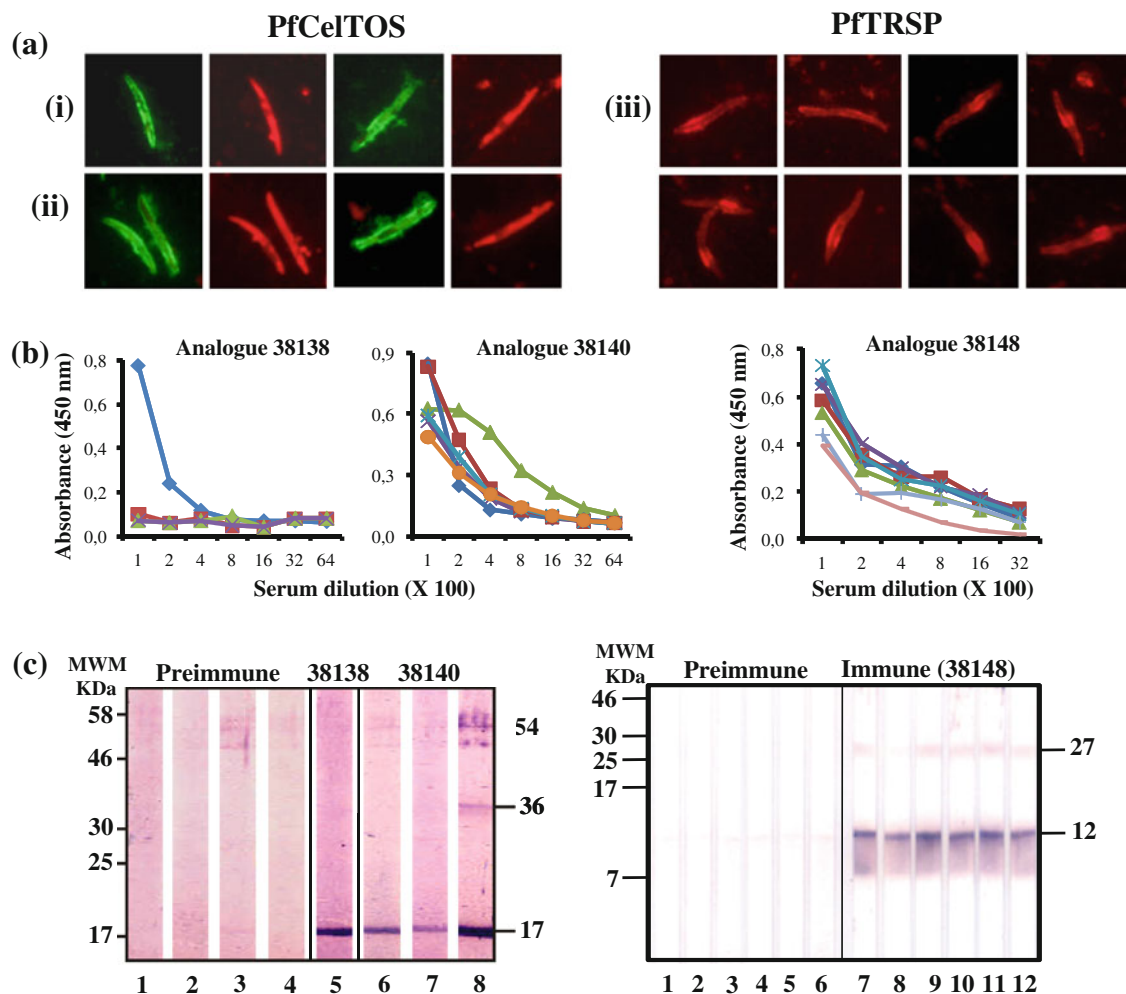 PfCelTOS
PfTRSP
(a)
(i)
(iii)
(ii)
(b)
Analogue 38138
Analogue 38140
Analogue 38148
Absorbance (450 nm)
0,8
0,6
0,4
0,2
0,0
1 2 4 8 16 32 64
0,9
0,6
0,3
0,0
1 2 4 8 16 32 64
Serum dilution (X 100)
Absorbance (450 nm)
0,8
0,6
0,4
0,2
0,0
1 2 4 8 16 32
Serum dilution (X 100)
(c)
MWM
KDa
Preimmune 38138 38140
58
46
30
25
17
54
36
17
1 2 3 4 5 6 7 8
MWM
KDa
Preimmune Immune (38148)
46
30
25
17
7
27
12
1 2 3 4 5 6 7 8 9 10 11 12